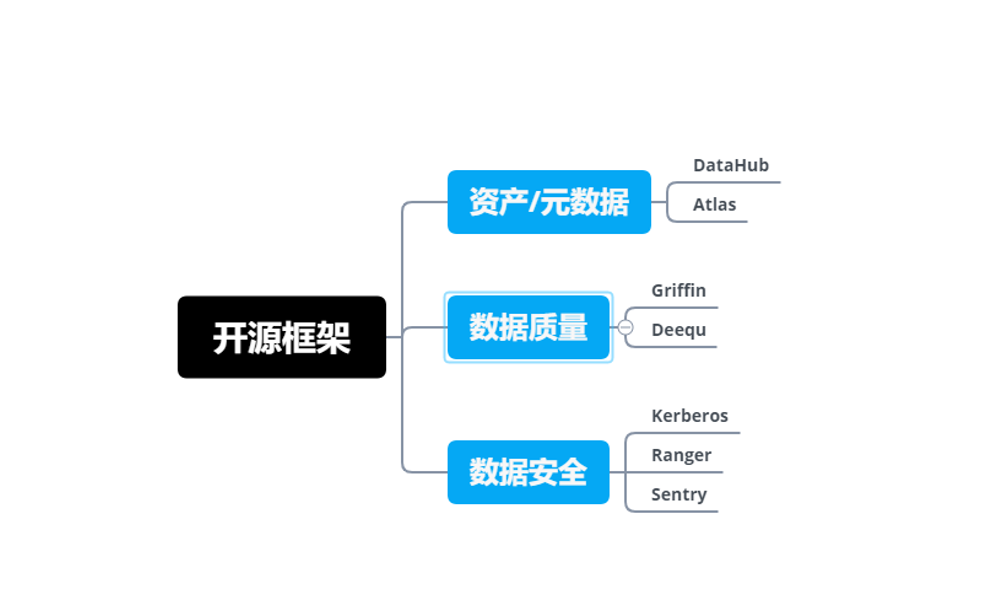 开源框架
资产/元数据
DataHub
Atlas
数据质量
Griffin
Deequ
数据安全
Kerberos
Ranger
Sentry